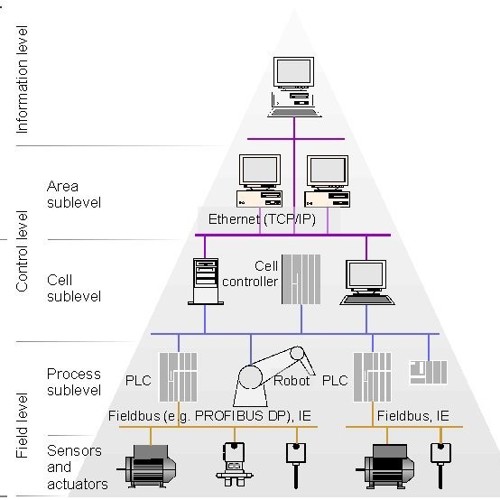 Information level
Area
sublevel
Ethernet (TCP/IP)
Control level
Cell
sublevel
Cell
controller
Process
sublevel
PLC
Robot
PLC
Fieldbus (e.g. PROFIBUS DP), IE
Fieldbus, IE
Field level
Sensors
and
actuators